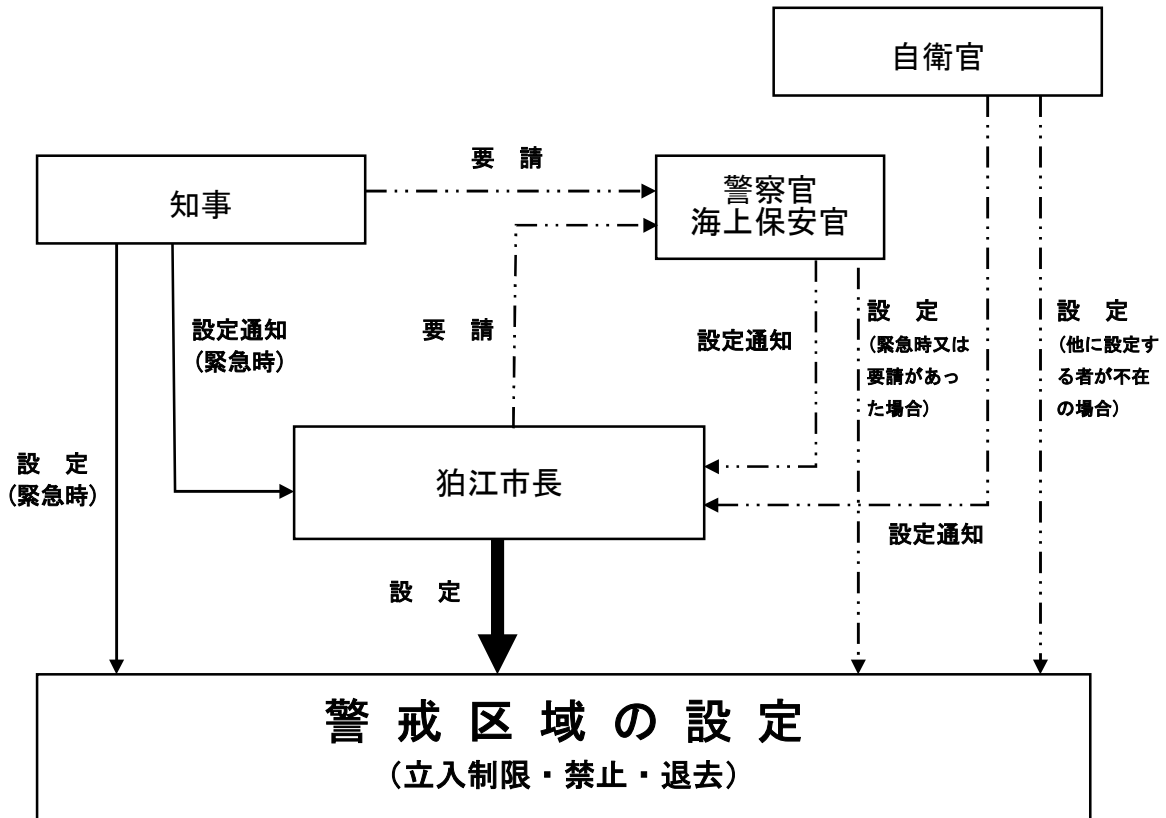 自衛官
要 請
知事
警察官
海上保安官
設定通知
(緊急時)
要 請
設定通知
設 定
(緊急時又は
要請があっ
た場合)
設 定
(他に設定す
る者が不在
の場合)
設 定
(緊急時)
狛江市長
設定通知
設 定
警 戒 区 域 の 設 定
(立入制限・禁止・退去)